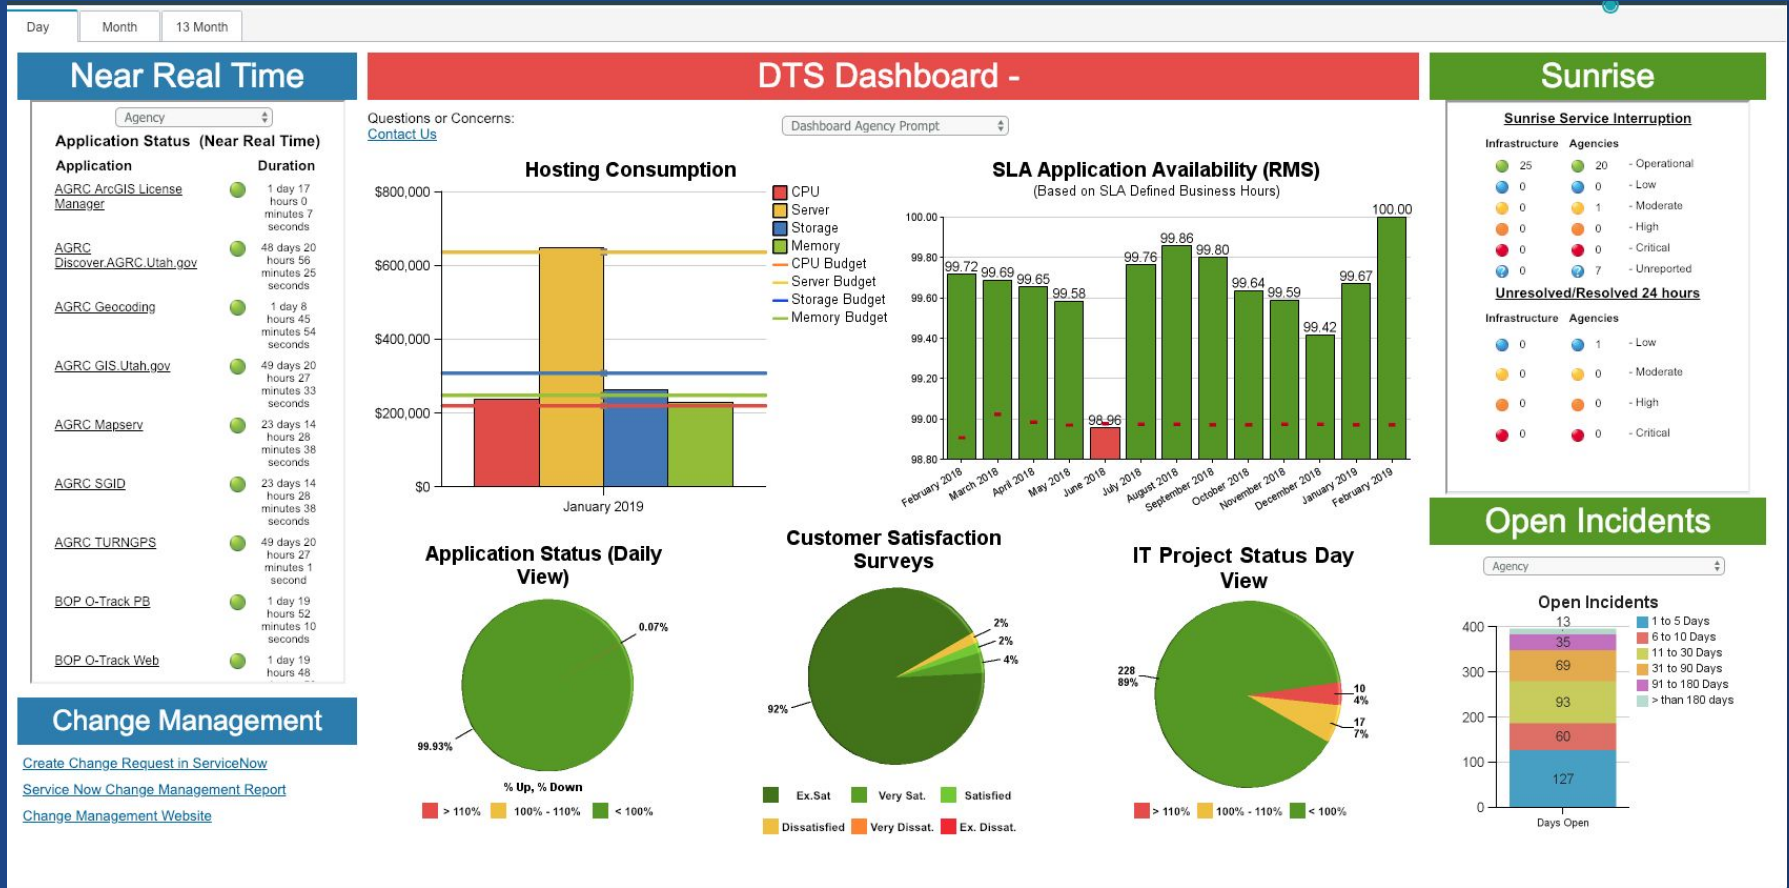 Day
Month
13 Month
Near Real Time
Agency
Application Status (Near Real Time)
Application Duration
AGRC ArcGIS License
Manager
1 day 17
hours 0
minutes 7
seconds
AGRC
Discover.AGRC.Utah.gov
48 days 20
hours 56
minutes 25
seconds
AGRC Geocoding
1 day 8
hours 45
minutes 54
seconds
AGRC GIS.Utah.gov
49 days 20
hours 27
minutes 33
seconds
AGRC Mapserv
23 days 14
hours 28
minutes 38
seconds
AGRC SGID
23 days 14
hours 28
minutes 38
seconds
AGRC TURNGPS
49 days 20
hours 27
minutes 1
second
BOP O-Track PB
1 day 19
hours 52
minutes 10
seconds
BOP O-Track Web
1 day 19
hours 48
Change Management
Create Change Request in ServiceNow
Service Now Change Management Report
Change Management Website
DTS Dashboard -
Questions or Concerns:
Contact Us
Dashboard Agency Prompt
Hosting Consumption
$800,000
$600,000
$400,000
$200,000
$0
January 2019
CPU
Server
Storage
Memory
CPU Budget
Server Budget
Storage Budget
Memory Budget
SLA Application Availability (RMS)
(Based on SLA Defined Business Hours)
100.00
99.80
99.60
99.40
99.20
99.00
98.80
99.72
99.69
99.65
99.58
98.96
99.76
99.86
99.80
99.64
99.59
99.42
99.67
100.00
February 2018
March 2018
April 2018
May 2018
June 2018
July 2018
August 2018
September 2018
October 2018
November 2018
December 2018
January 2019
February 2019
Application Status (Daily
View)
0.07%
99.93%
% Up, % Down
> 110%
100% - 110%
< 100%
Customer Satisfaction
Surveys
2%
2%
4%
92%
Ex.Sat
Very Sat.
Satisfied
Dissatisfied
Very Dissat.
Ex. Dissat.
IT Project Status Day
View
228
89%
10
4%
17
7%
> 110%
100% - 110%
< 100%
Sunrise
Sunrise Service Interruption
Infrastructure Agencies
25 20 - Operational
0 0 - Low
0 1 - Moderate
0 0 - High
0 0 - Critical
? 0 ? 7 - Unreported
Unresolved/Resolved 24 hours
Infrastructure Agencies
0 1 - Low
0 0 - Moderate
0 0 - High
0 0 - Critical
Open Incidents
Agency
Open Incidents
400
300
200
100
0
13
35
69
93
60
127
Days Open
1 to 5 Days
6 to 10 Days
11 to 30 Days
31 to 90 Days
91 to 180 Days
> than 180 days